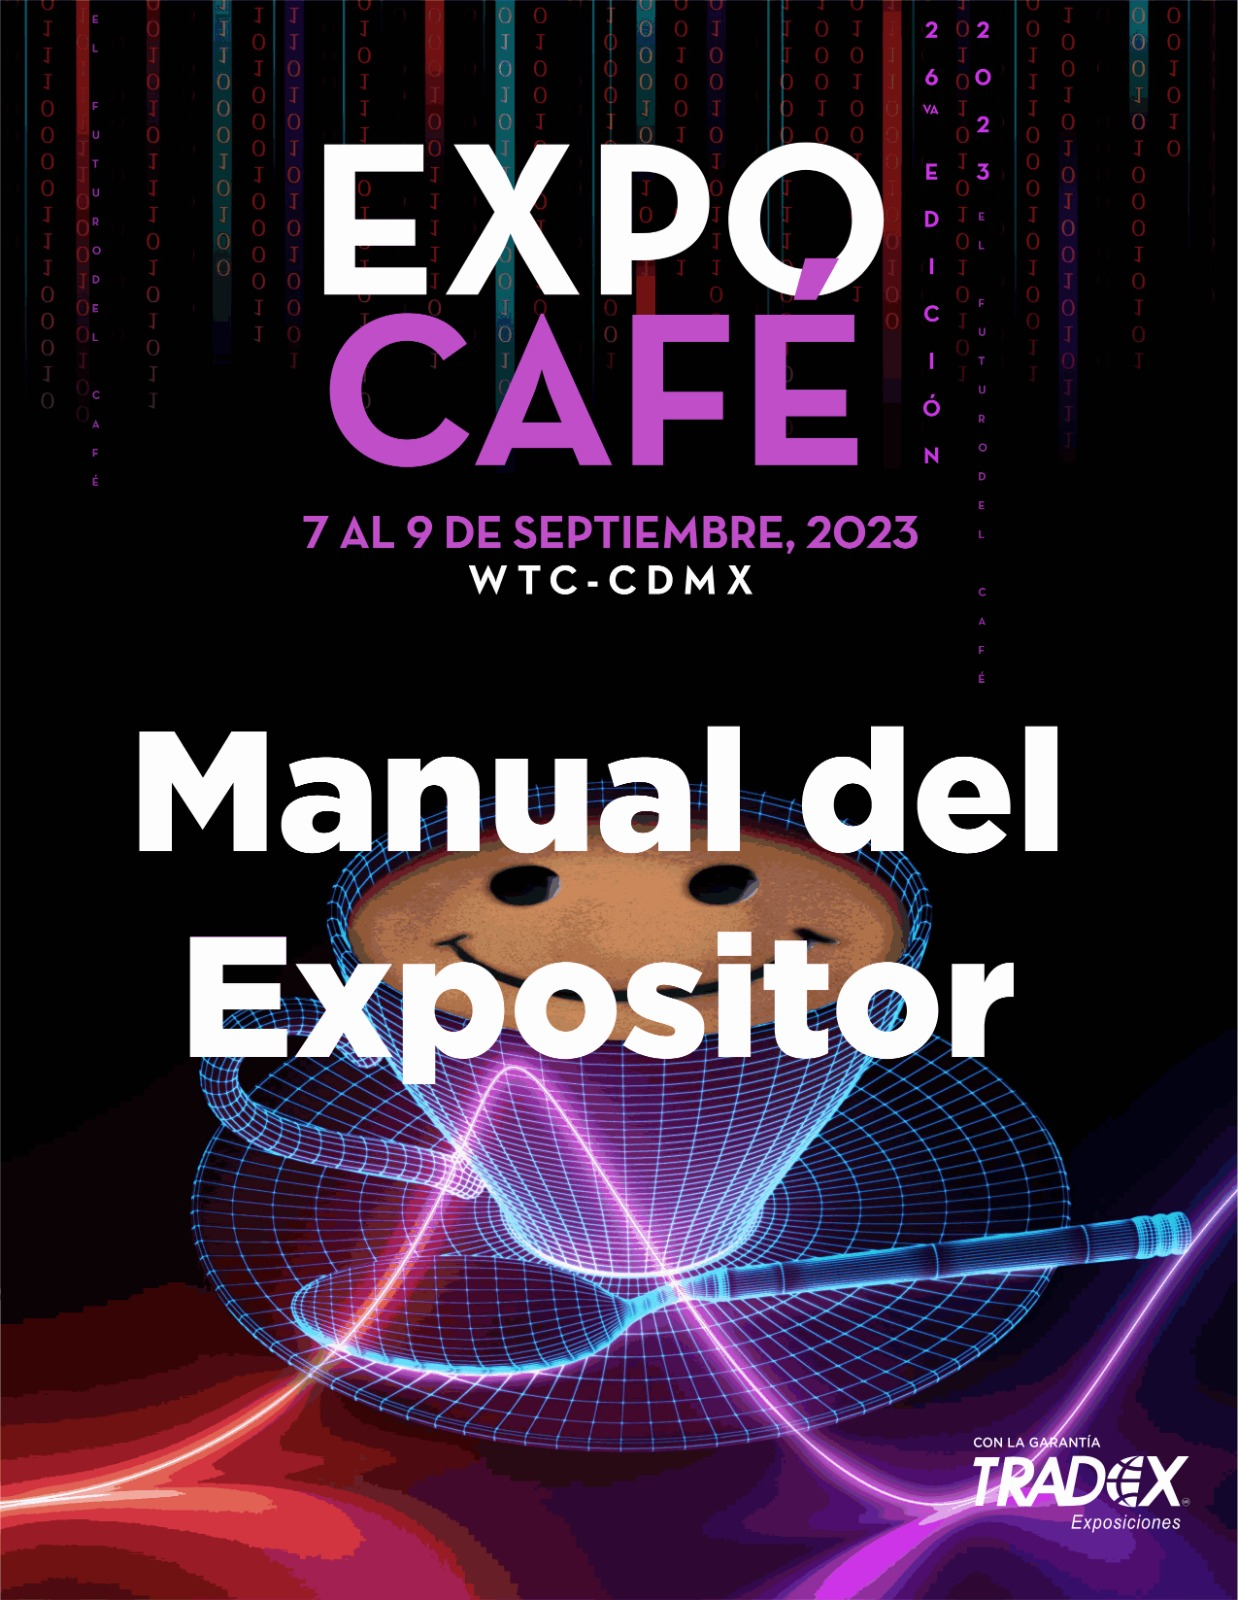 EXPO
CAFÉ
7 AL 9 DE SEPTIEMBRE, 2023
WTC-CDMX
26VA EDICIÓN
2023 EL FUTURO DEL CAFÉ
EL FUTURO DEL CAFÉ
Manual del
Expositor
CON LA GARANTÍA
TRADEX
Exposiciones